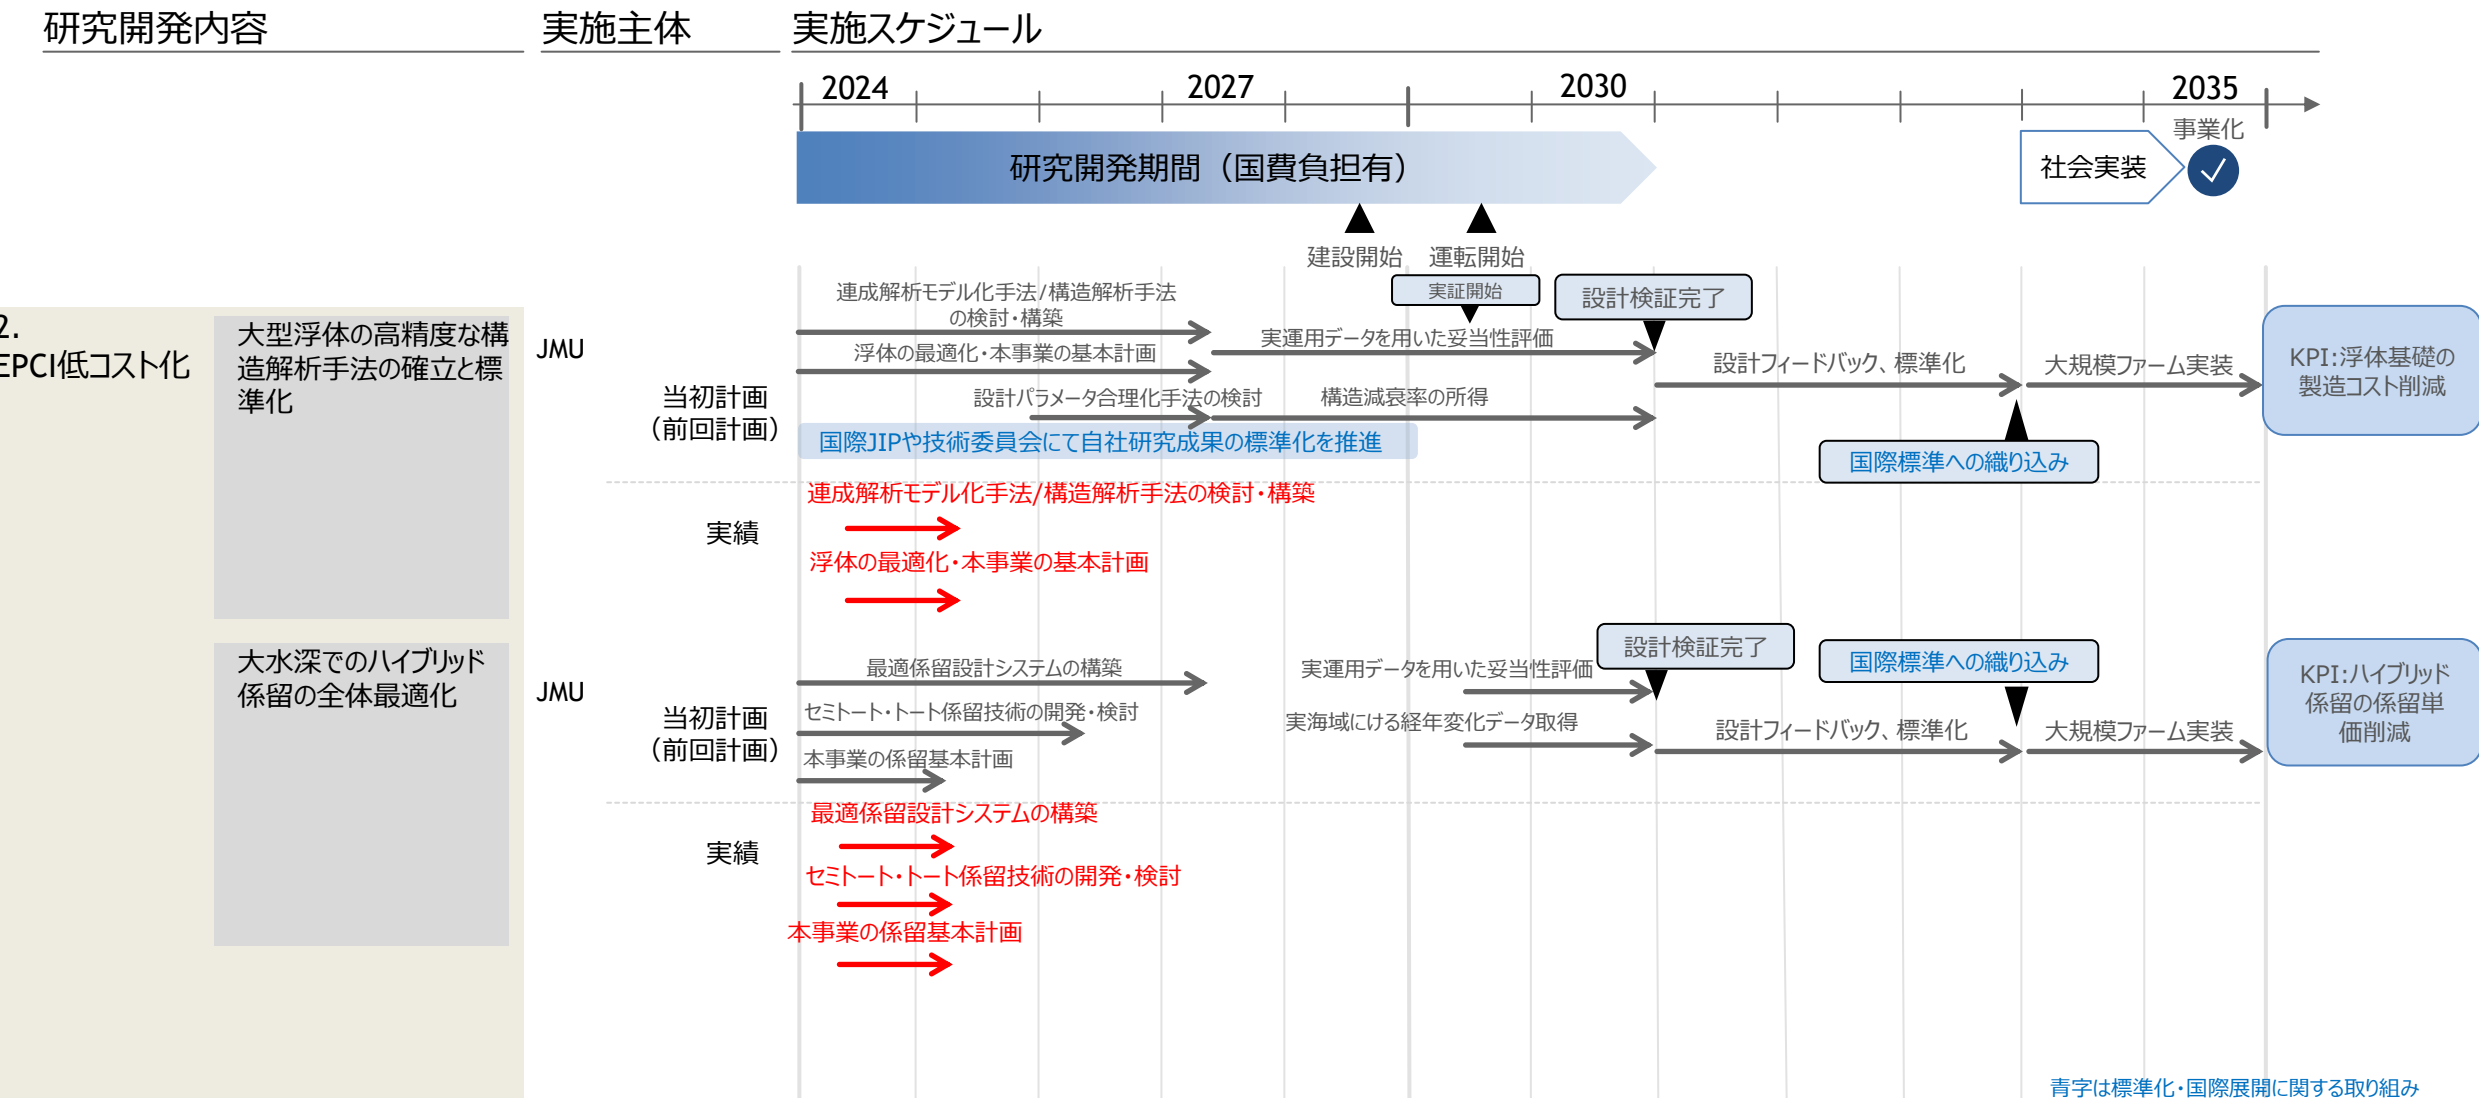 研究開発内容
実施主体
実施スケジュール
2024
2027
2030
2035
事業化
研究開発期間（国費負担有）
社会実装
建設開始
運転開始
2.
EPCI低コスト化
大型浮体の高精度な構
造解析手法の確立と標
準化
JMU
当初計画
（前回計画）
連成解析モデル化手法/構造解析手法
の検討・構築
実証開始
設計検証完了
実運用データを用いた妥当性評価
浮体の最適化・本事業の基本計画
設計フィードバック、標準化
大規模ファーム実装
KPI:浮体基礎の
製造コスト削減
設計パラメータ合理化手法の検討
構造減衰率の所得
国際JIPや技術委員会にて自社研究成果の標準化を推進
国際標準への織り込み
実績
連成解析モデル化手法/構造解析手法の検討・構築
浮体の最適化・本事業の基本計画
大水深でのハイブリッド
係留の全体最適化
JMU
当初計画
（前回計画）
最適係留設計システムの構築
実運用データを用いた妥当性評価
設計検証完了
国際標準への織り込み
KPI:ハイブリッド
係留の係留単
価削減
セミトート・トート係留技術の開発・検討
実海域にける経年変化データ取得
設計フィードバック、標準化
大規模ファーム実装
本事業の係留基本計画
実績
最適係留設計システムの構築
セミトート・トート係留技術の開発・検討
本事業の係留基本計画
青字は標準化・国際展開に関する取り組み